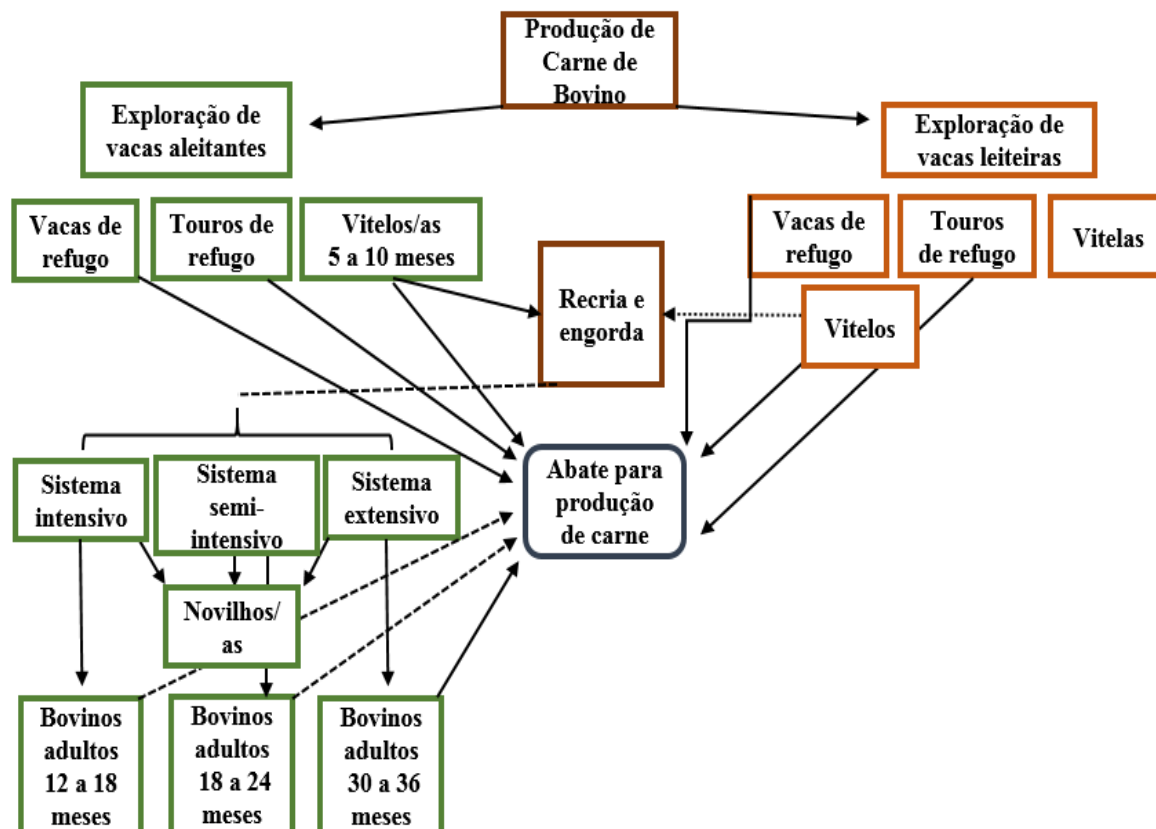 Produção de
Carne de
Bovino
Exploração de
vacas aleitantes
Exploração de
vacas leiteiras
Vacas de
refugo
Touros de
refugo
Vitelos/as
5 a 10 meses
Vacas de
refugo
Touros
de refugo
Vitelas
Recria e
engorda
Vitelos
Sistema
intensivo
Sistema
semi-
intensivo
Sistema
extensivo
Abate para
produção
de carne
Novilhos/
as
Bovinos
adultos
12 a 18
meses
Bovinos
adultos
18 a 24
meses
Bovinos
adultos
30 a 36
meses